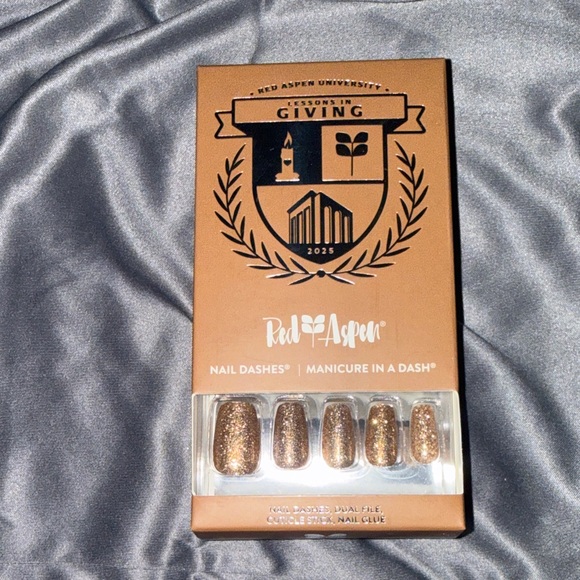 • RED ASPEN UNIVERSITY •
LESSONS IN
GIVING
2025
Red Aspen®
NAIL DASHES® | MANICURE IN A DASH®
NAIL DASHES, DUAL FILE,
CUTICLE STICK, NAIL GLUE